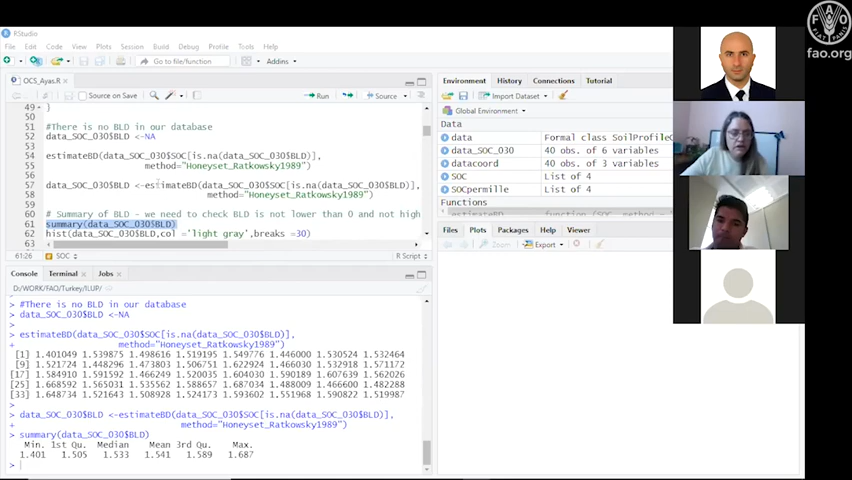 RStudio
File Edit Code View Plots Session Build Debug Profile Tools Help
Go to file/function
Addins
OCS_Ayas.R
Source on Save
Run
Source
49 }
50
51 #There is no BLD in our database
52 data_SOC_030$BLD <-NA
53
54 estimateBD(data_SOC_030$SOC[is.na(data_SOC_030$BLD)],
55 method="Honeyset_Ratkowsky1989")
56
57 data_SOC_030$BLD <-estimateBD(data_SOC_030$SOC[is.na(data_SOC_030$BLD)],
58 method="Honeyset_Ratkowsky1989")
59
60 # Summary of BLD - we need to check BLD is not lower than 0 and not high
61 summary(data_SOC_030$BLD)
62 hist(data_SOC_030$BLD,col ='light gray',breaks =30)
63
61:26 SOC R Script
Console Terminal Jobs
D:/WORK/FAO/Turkey/ILUP/
> #There is no BLD in our database
> data_SOC_030$BLD <-NA
>
> estimateBD(data_SOC_030$SOC[is.na(data_SOC_030$BLD)],
+ method="Honeyset_Ratkowsky1989")
[1] 1.401049 1.539875 1.498616 1.519195 1.549776 1.446000 1.530524 1.532464
[9] 1.521724 1.448296 1.473803 1.506751 1.622924 1.466030 1.532918 1.571172
[17] 1.584910 1.591592 1.466249 1.520035 1.604030 1.590189 1.607639 1.562026
[25] 1.668592 1.565031 1.535562 1.588657 1.687034 1.488009 1.466600 1.482288
[33] 1.648734 1.521643 1.508928 1.524173 1.593602 1.551968 1.590822 1.519987
>
> data_SOC_030$BLD <-estimateBD(data_SOC_030$SOC[is.na(data_SOC_030$BLD)],
+ method="Honeyset_Ratkowsky1989")
> summary(data_SOC_030$BLD)
Min. 1st Qu. Median Mean 3rd Qu. Max.
1.401 1.505 1.533 1.541 1.589 1.687
>
Environment History Connections Tutorial
Import Dataset
Global Environment
Data
data Formal class SoilProfileC
data_SOC_030 40 obs. of 6 variables
datacoord 40 obs. of 3 variables
SOC List of 4
SOCpermille List of 4
Functions
Files Plots Packages Help Viewer
Zoom Export
FAO
FIAT PANIS
fao.org